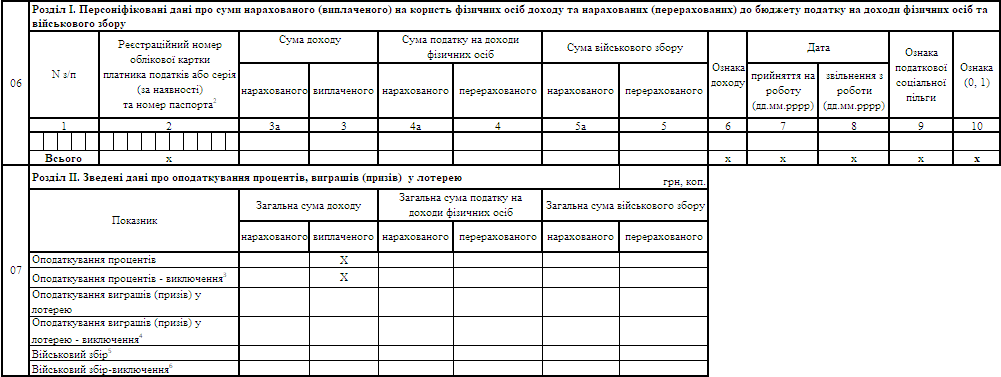 Розділ І. Персоніфіковані дані про суми нарахованого (виплаченого) на користь фізичних осіб доходу та нарахованих (перерахованих) до бюджету податку на доходи фізичних осіб та
військового збору
06
N з/п
Реєстраційний номер
облікової картки
платника податків або серія
(за наявності)
та номер паспорта2
Сума доходу
нарахованого
виплаченого
Сума податку на доходи
фізичних осіб
нарахованого
перерахованого
Сума військового збору
нарахованого
перерахованого
Ознака
доходу
Дата
прийняття на
роботу
(дд.мм.рррр)
звільнення з
роботи
(дд.мм.рррр)
Ознака
податкової
соціальної
пільги
Ознака
(0, 1)
1 2 3а 3 4а 4 5а 5 6 7 8 9 10
Всього х х х х х х
07
Розділ ІІ. Зведені дані про оподаткування процентів, виграшів (призів) у лотерею
грн, коп.
Показник
Загальна сума доходу
нарахованого
виплаченого
Загальна сума податку на
доходи фізичних осіб
нарахованого
перерахованого
Загальна сума військового збору
нарахованого
перерахованого
Оподаткування процентів Х
Оподаткування процентів - виключення3 Х
Оподаткування виграшів (призів) у
лотерею
Оподаткування виграшів (призів) у
лотерею - виключення4
Військовий збір5
Військовий збір-виключення6